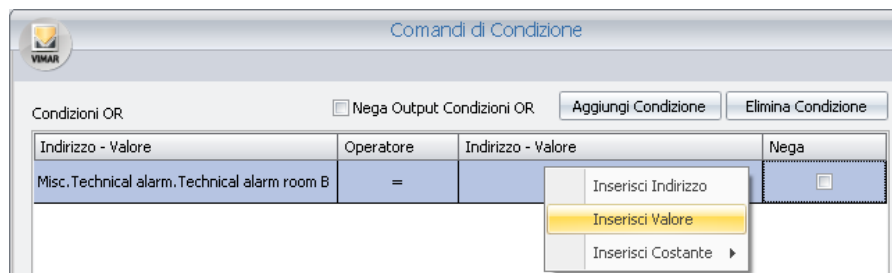 Comandi di Condizione
VIMAR
Condizioni OR
Nega Output Condizioni OR
Aggiungi Condizione
Elimina Condizione
Indirizzo - Valore Operatore Indirizzo - Valore Nega
Misc.Technical alarm.Technical alarm room B =
Inserisci Indirizzo
Inserisci Valore
Inserisci Costante